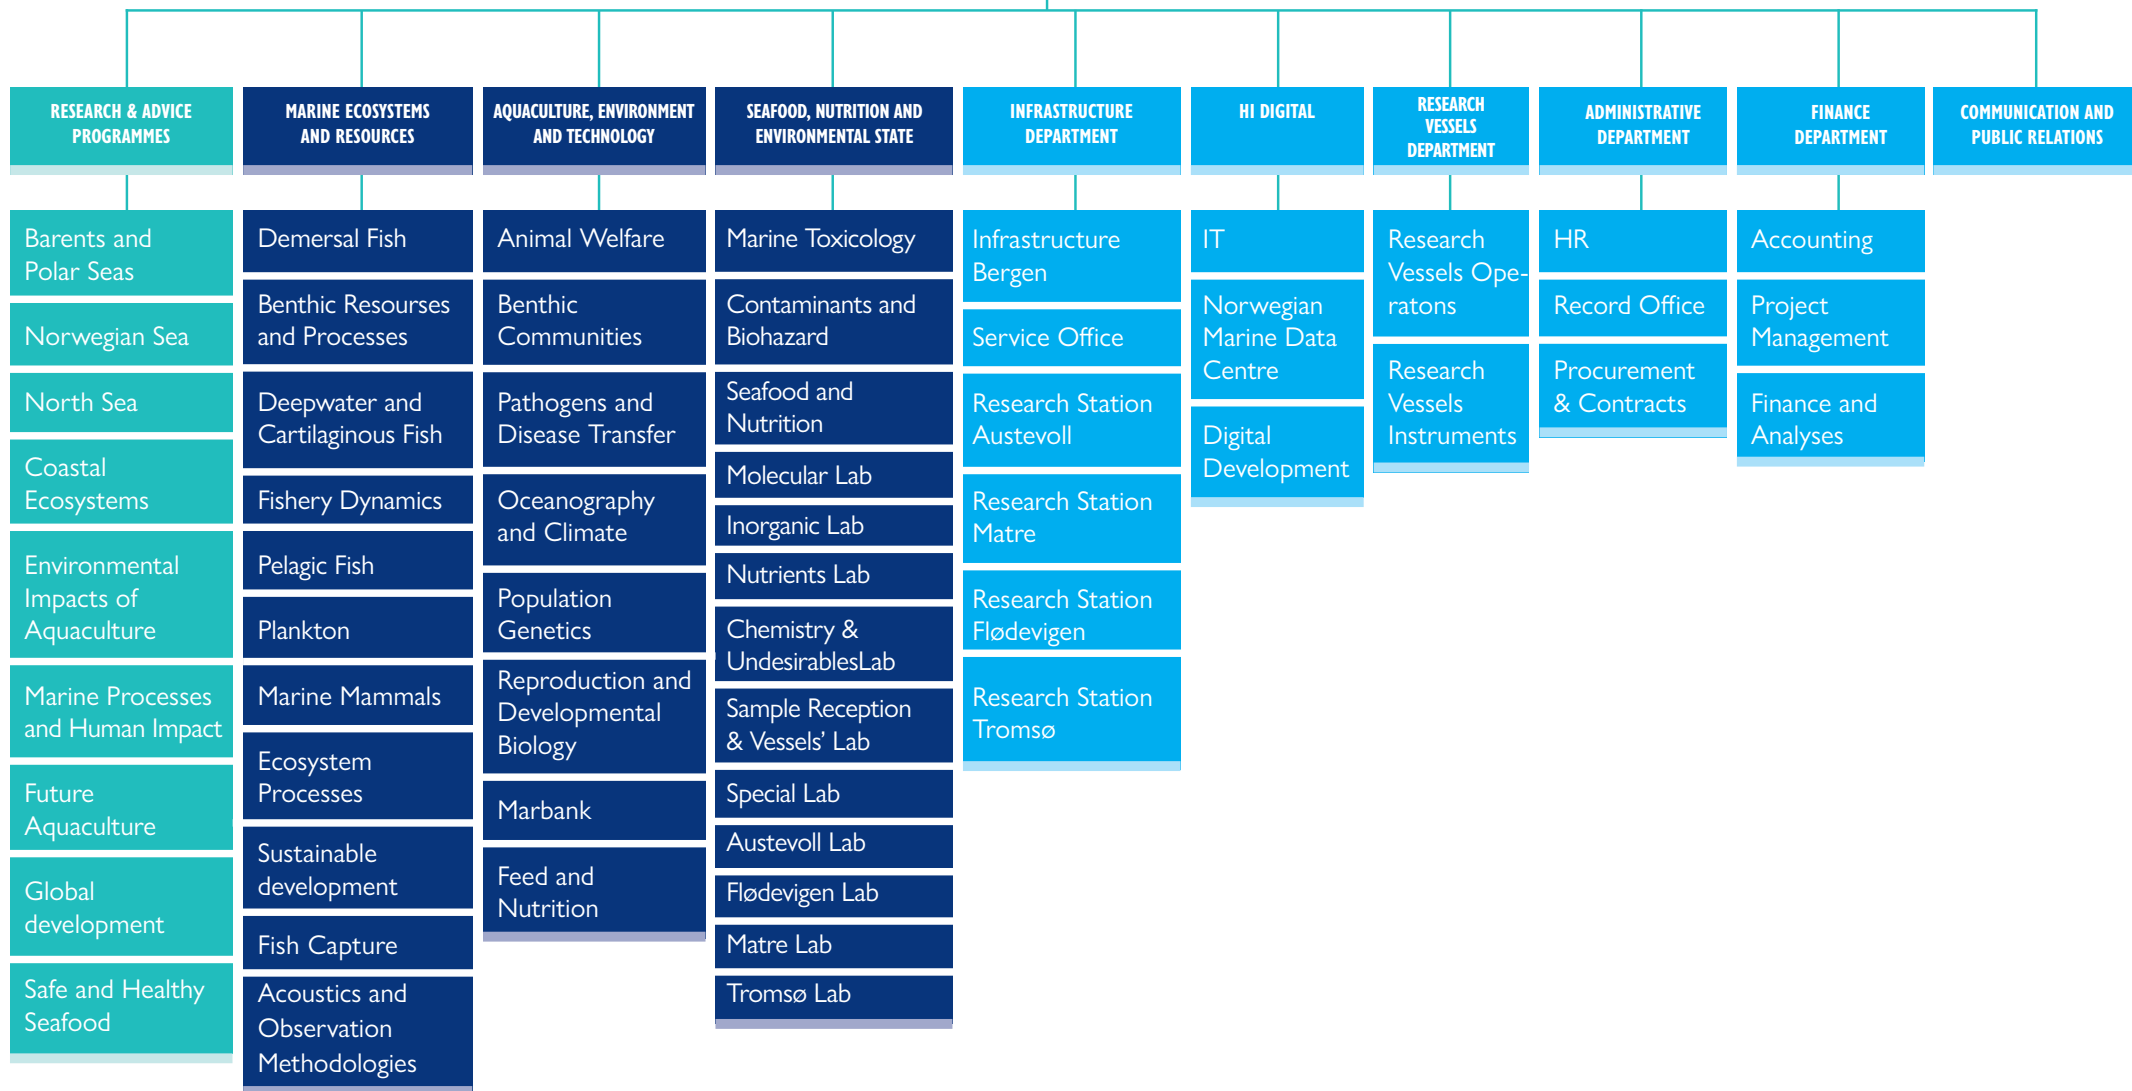 RESEARCH & ADVICE
PROGRAMMES
Barents and
Polar Seas
Norwegian Sea
North Sea
Coastal
Ecosystems
Environmental
Impacts of
Aquaculture
Marine Processes
and Human Impact
Future
Aquaculture
Global
development
Safe and Healthy
Seafood
MARINE ECOSYSTEMS
AND RESOURCES
Demersal Fish
Benthic Resourses
and Processes
Deepwater and
Cartilaginous Fish
Fishery Dynamics
Pelagic Fish
Plankton
Marine Mammals
Ecosystem
Processes
Sustainable
development
Fish Capture
Acoustics and
Observation
Methodologies
AQUACULTURE, ENVIRONMENT
AND TECHNOLOGY
Animal Welfare
Benthic
Communities
Pathogens and
Disease Transfer
Oceanography
and Climate
Population
Genetics
Reproduction and
Developmental
Biology
Marbank
Feed and
Nutrition
SEAFOOD, NUTRITION AND
ENVIRONMENTAL STATE
Marine Toxicology
Contaminants and
Biohazard
Seafood and
Nutrition
Molecular Lab
Inorganic Lab
Nutrients Lab
Chemistry &
UndesirablesLab
Sample Reception
& Vessels’ Lab
Special Lab
Austevoll Lab
Flødevigen Lab
Matre Lab
Tromsø Lab
INFRASTRUCTURE
DEPARTMENT
Infrastructure
Bergen
Service Office
Research Station
Austevoll
Research Station
Matre
Research Station
Flødevigen
Research Station
Tromsø
HI DIGITAL
IT
Norwegian
Marine Data
Centre
Digital
Development
RESEARCH
VESSELS
DEPARTMENT
Research
Vessels Ope-
ratons
Research
Vessels
Instruments
ADMINISTRATIVE
DEPARTMENT
HR
Record Office
Procurement
& Contracts
FINANCE
DEPARTMENT
Accounting
Project
Management
Finance and
Analyses
COMMUNICATION AND
PUBLIC RELATIONS